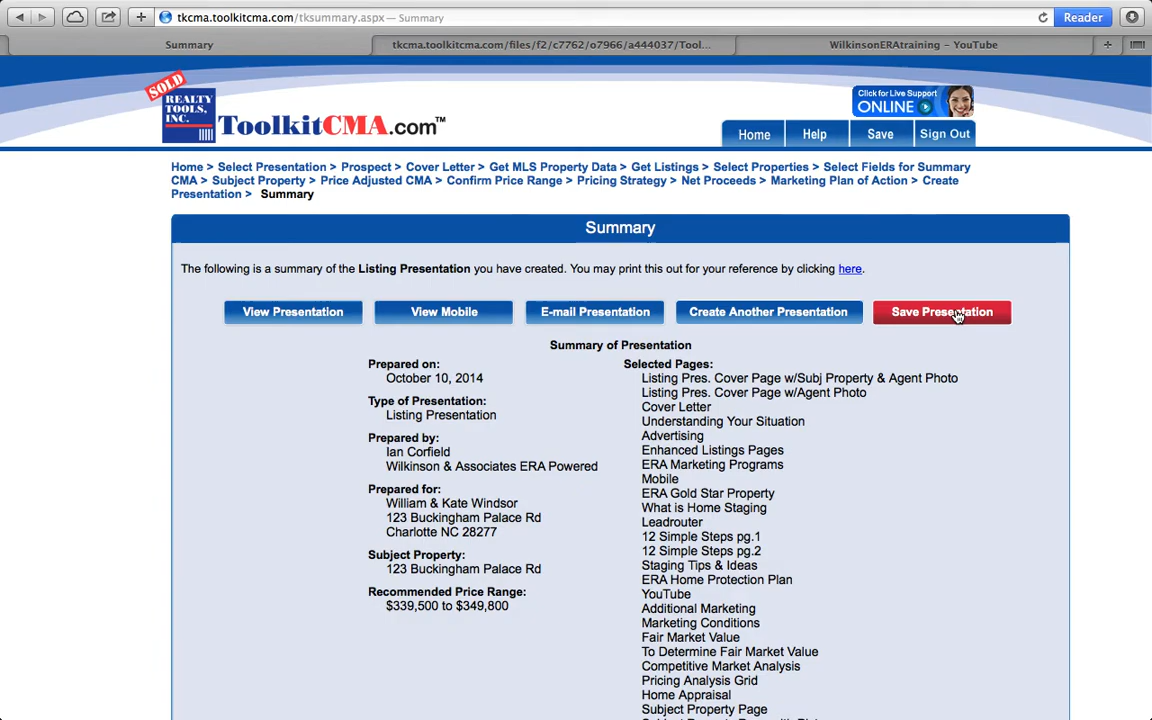 tkcma.toolkitcma.com/tksummary.aspx — Summary
Reader
Summary
tkcma.toolkitcma.com/files/f2/c7762/o7966/a444037/Tool...
WilkinsonERAtraining – YouTube
SOLD
REALTY
TOOLS,
INC.
ToolkitCMA.com™
Click for Live Support
ONLINE
Home
Help
Save
Sign Out
Home > Select Presentation > Prospect > Cover Letter > Get MLS Property Data > Get Listings > Select Properties > Select Fields for Summary
CMA > Subject Property > Price Adjusted CMA > Confirm Price Range > Pricing Strategy > Net Proceeds > Marketing Plan of Action > Create
Presentation > Summary
Summary
The following is a summary of the Listing Presentation you have created. You may print this out for your reference by clicking here.
View Presentation
View Mobile
E-mail Presentation
Create Another Presentation
Save Presentation
Summary of Presentation
Prepared on:
October 10, 2014
Type of Presentation:
Listing Presentation
Prepared by:
Ian Corfield
Wilkinson & Associates ERA Powered
Prepared for:
William & Kate Windsor
123 Buckingham Palace Rd
Charlotte NC 28277
Subject Property:
123 Buckingham Palace Rd
Recommended Price Range:
$339,500 to $349,800
Selected Pages:
Listing Pres. Cover Page w/Subj Property & Agent Photo
Listing Pres. Cover Page w/Agent Photo
Cover Letter
Understanding Your Situation
Advertising
Enhanced Listings Pages
ERA Marketing Programs
Mobile
ERA Gold Star Property
What is Home Staging
Leadrouter
12 Simple Steps pg.1
12 Simple Steps pg.2
Staging Tips & Ideas
ERA Home Protection Plan
YouTube
Additional Marketing
Marketing Conditions
Fair Market Value
To Determine Fair Market Value
Competitive Market Analysis
Pricing Analysis Grid
Home Appraisal
Subject Property Page